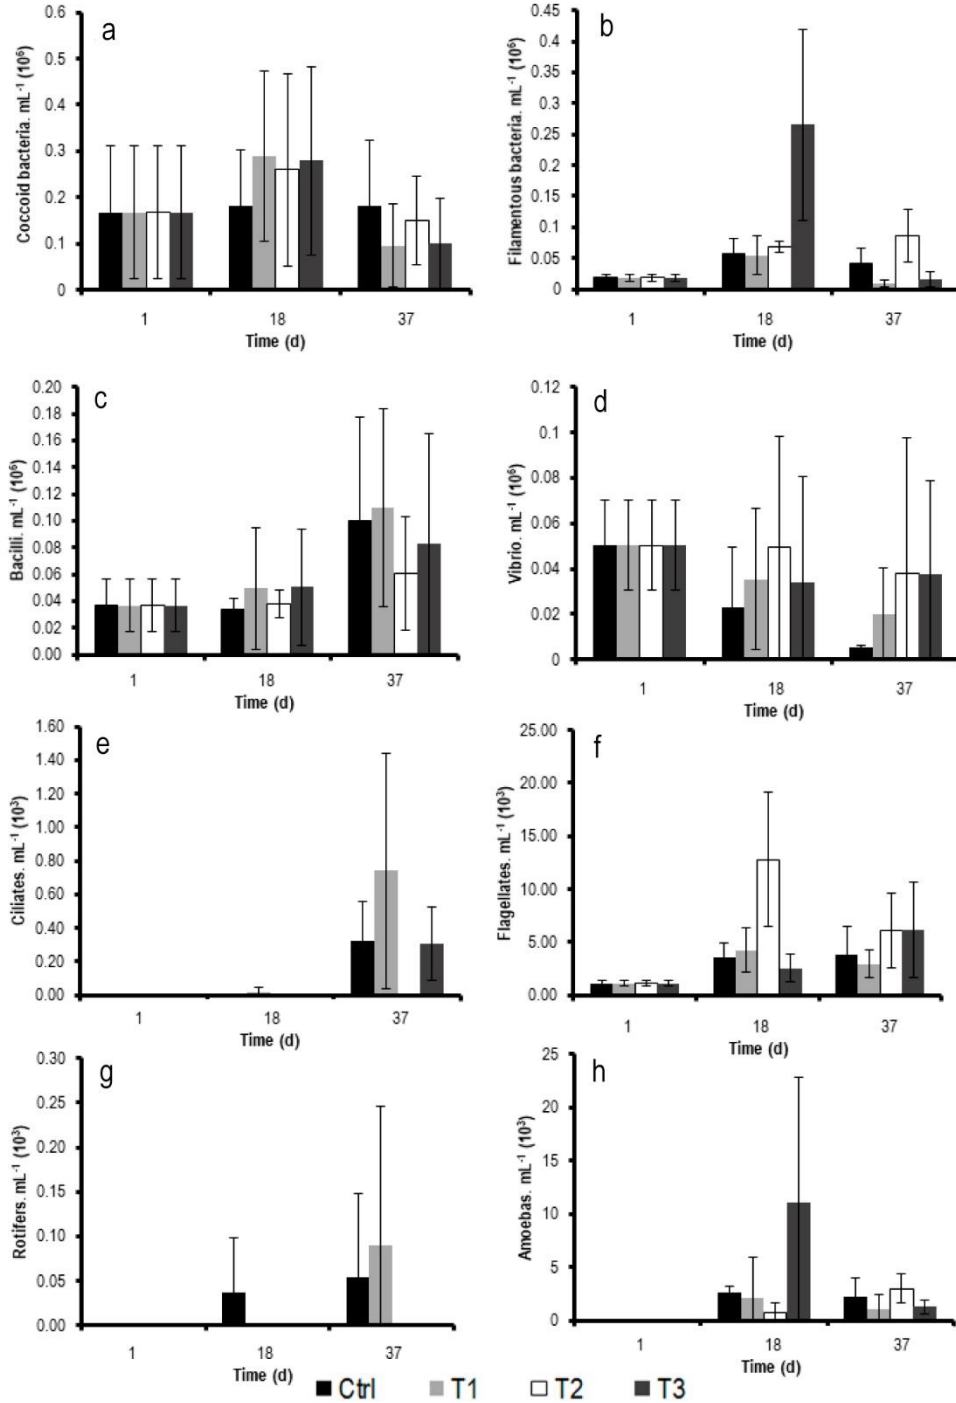 a
Coccoid bacteria. mL⁻¹ (10⁶)
0.6
0.5
0.4
0.3
0.2
0.1
0
1 18 37
Time (d)
b
Filamentous bacteria. mL⁻¹ (10⁶)
0.45
0.4
0.35
0.3
0.25
0.2
0.15
0.1
0.05
0
1 18 37
Time (d)
c
Bacilli. mL⁻¹ (10⁶)
0.20
0.18
0.16
0.14
0.12
0.10
0.08
0.06
0.04
0.02
0.00
1 18 37
Time (d)
d
Vibrio. mL⁻¹ (10⁶)
0.12
0.1
0.08
0.06
0.04
0.02
0
1 18 37
Time (d)
e
Ciliates. mL⁻¹ (10³)
1.60
1.40
1.20
1.00
0.80
0.60
0.40
0.20
0.00
1 18 37
Time (d)
f
Flagellates. mL⁻¹ (10³)
25.00
20.00
15.00
10.00
5.00
0.00
1 18 37
Time (d)
g
Rotifers. mL⁻¹ (10³)
0.30
0.25
0.20
0.15
0.10
0.05
0.00
1 18 37
Time (d)
h
Amoebas. mL⁻¹ (10³)
25
20
15
10
5
0
1 18 37
Time (d)
Ctrl T1 T2 T3